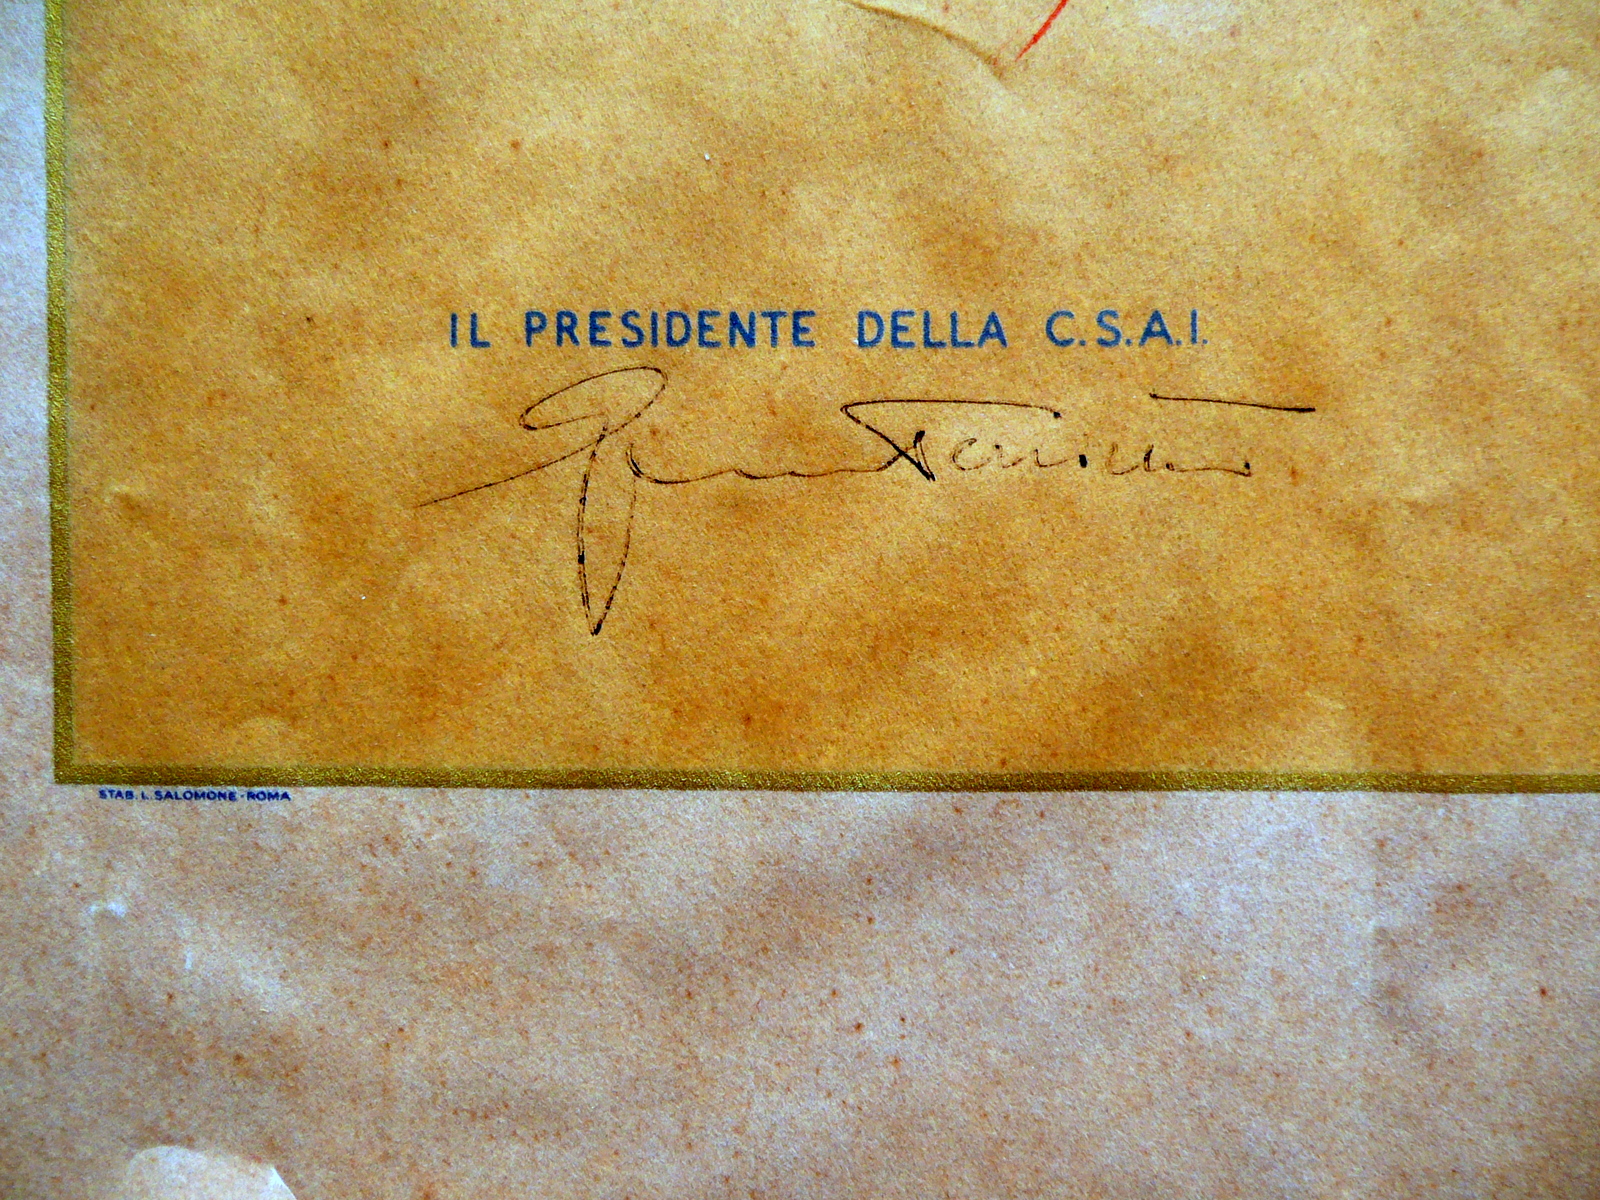 IL PRESIDENTE DELLA C.S.A.I.
STAB. L. SALOMONE - ROMA